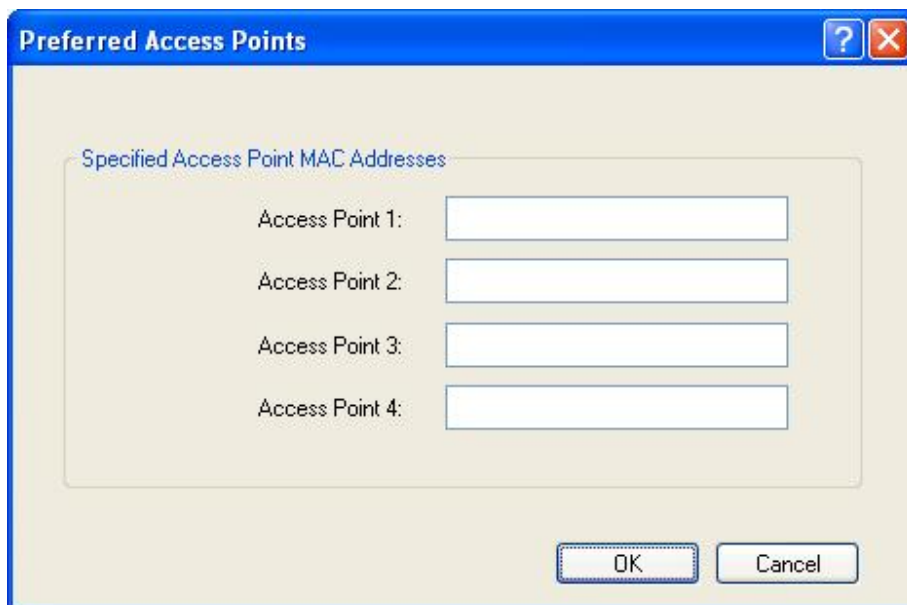 Preferred Access Points
?
Specified Access Point MAC Addresses
Access Point 1:
Access Point 2:
Access Point 3:
Access Point 4:
OK
Cancel